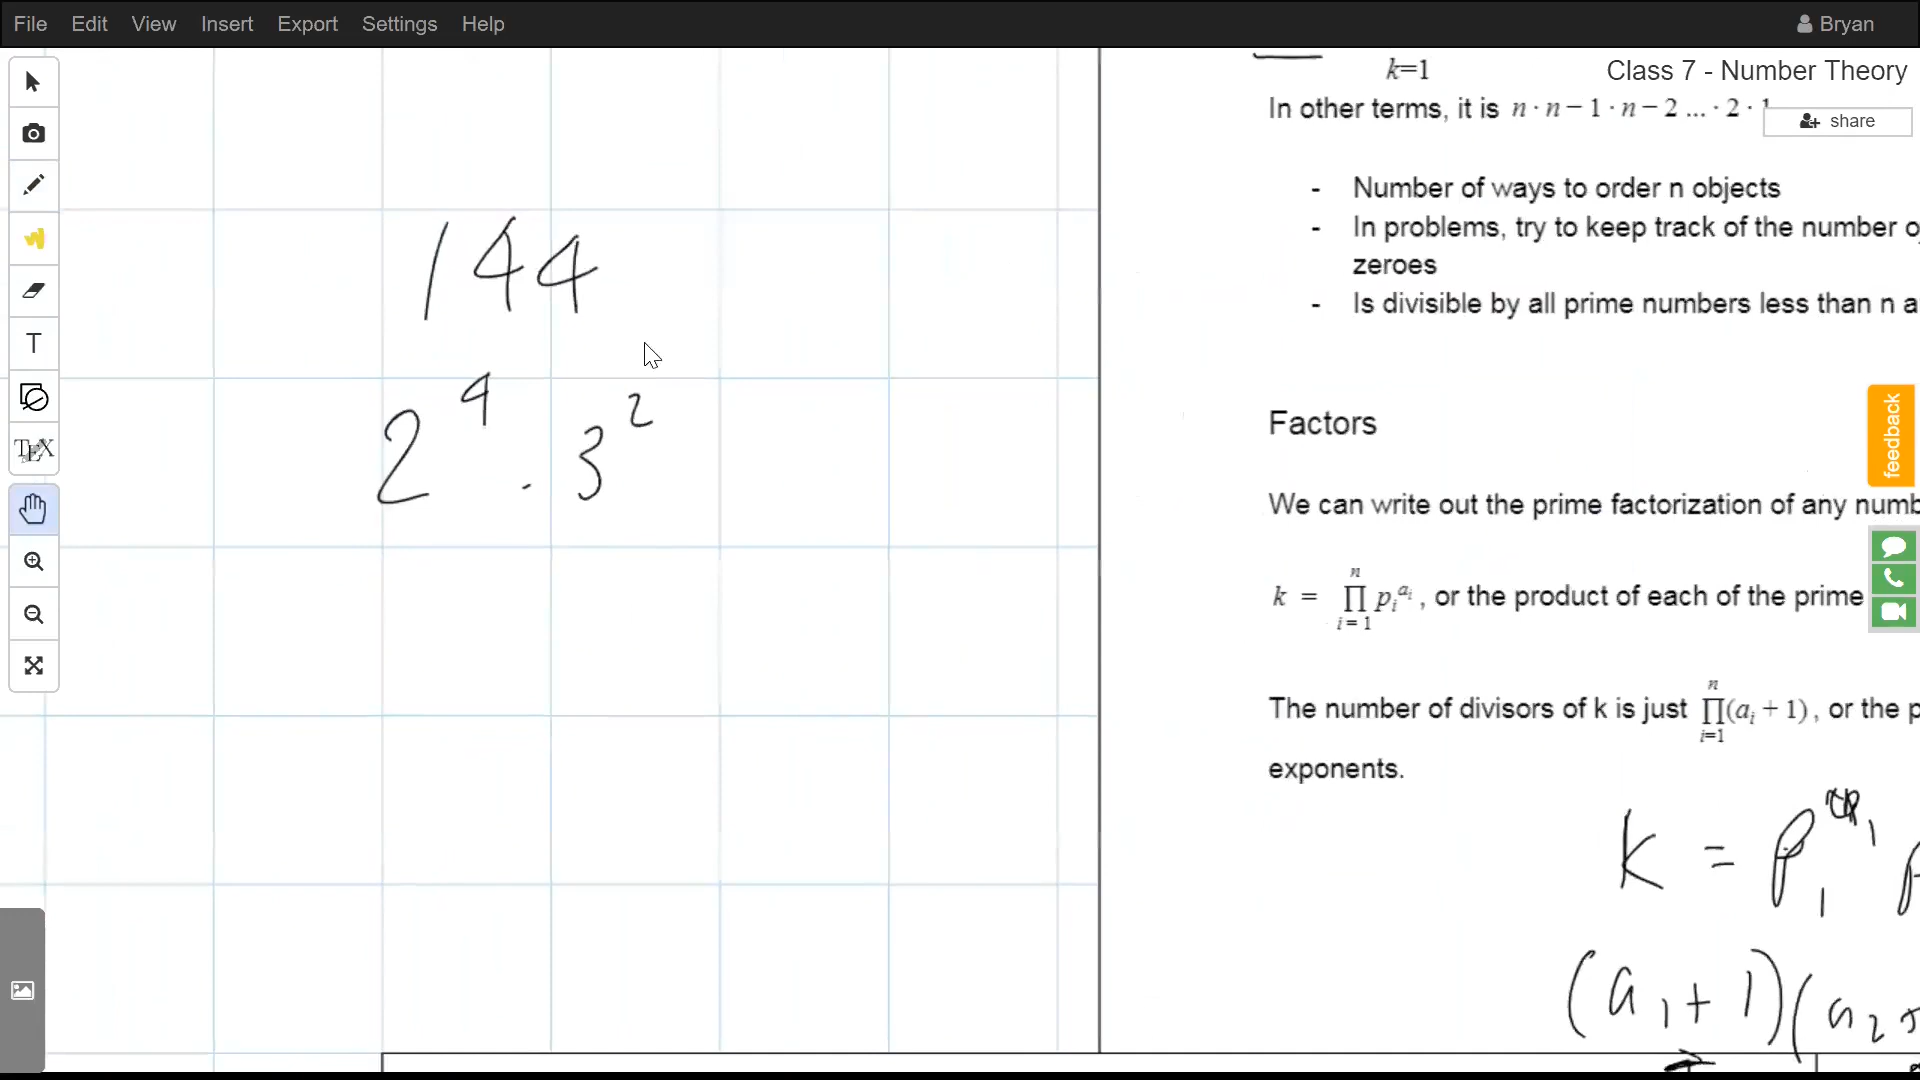 File Edit View Insert Export Settings Help Bryan
Class 7 - Number Theory
share
T
TEX
144
2^4 . 3^2
k=1
In other terms, it is n · n − 1 · n − 2 ... · 2 · 1
- Number of ways to order n objects
- In problems, try to keep track of the number
zeroes
- Is divisible by all prime numbers less than n
Factors
We can write out the prime factorization of any
k = ∏_{i=1}^{n} p_i^{a_i} , or the product of each of the prime
The number of divisors of k is just ∏_{i=1}^{n}(a_i + 1) , or the
exponents.
k = p_1
(a_1 + 1)(a_2 +
feedback